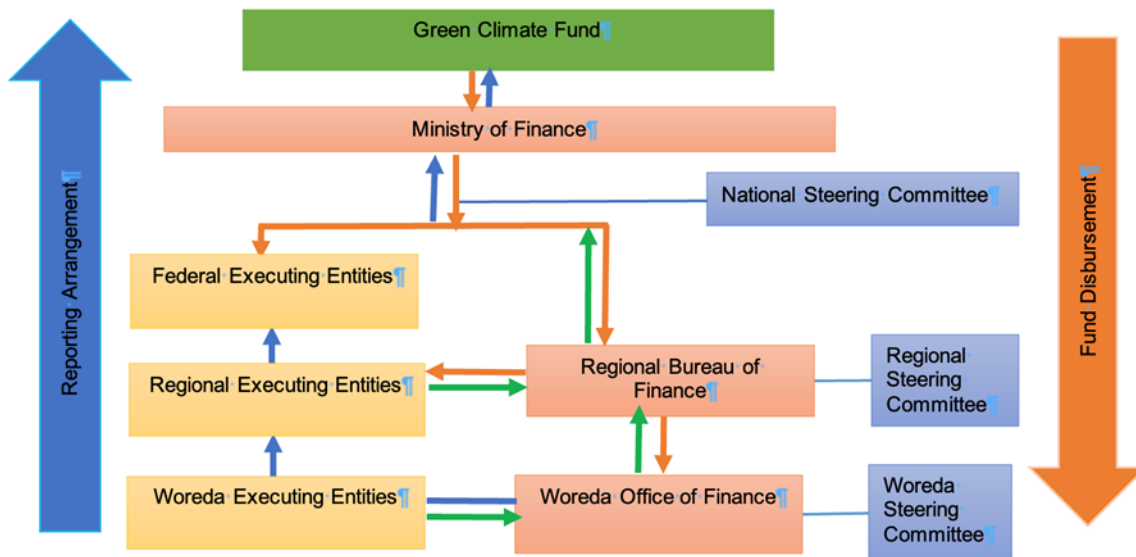 Green Climate Fund¶
Ministry of Finance¶
National Steering Committee¶
Reporting Arrangement¶
Fund Disbursement¶
Federal Executing Entities¶
Regional Executing Entities¶
Regional Bureau of
Finance¶
Regional
Steering
Committee¶
Woreda Executing Entities¶
Woreda Office of Finance¶
Woreda
Steering
Committee¶